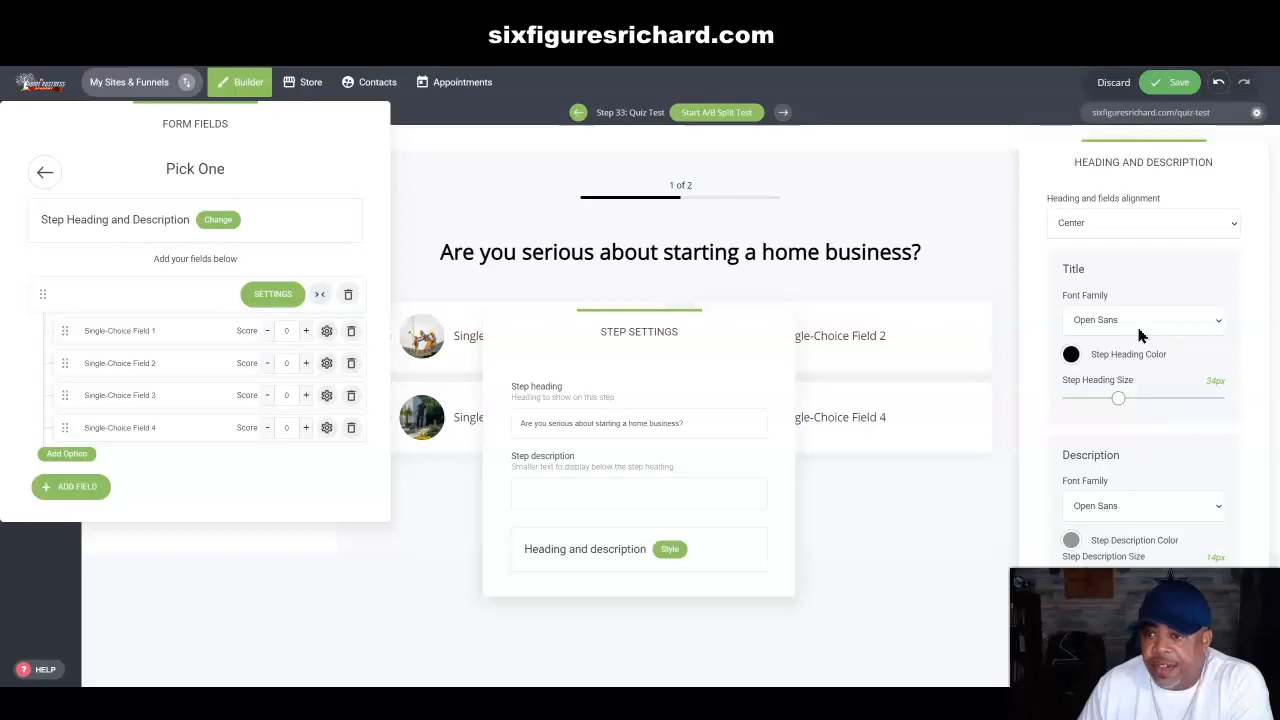 sixfiguresrichard.com
My Sites & Funnels
Builder
Store
Contacts
Appointments
Discard
Save
Step 33: Quiz Test
Start A/B Split Test
sixfiguresrichard.com/quiz-test
FORM FIELDS
Pick One
Step Heading and Description
Change
Add your fields below
SETTINGS
Single-Choice Field 1
Score
-
0
+
Single-Choice Field 2
Score
-
0
+
Single-Choice Field 3
Score
-
0
+
Single-Choice Field 4
Score
-
0
+
Add Option
+ ADD FIELD
? HELP
1 of 2
Are you serious about starting a home business?
Single
gle-Choice Field 2
Single
gle-Choice Field 4
STEP SETTINGS
Step heading
Heading to show on this step
Are you serious about starting a home business?
Step description
Smaller text to display below the step heading.
Heading and description
Style
HEADING AND DESCRIPTION
Heading and fields alignment
Center
Title
Font Family
Open Sans
Step Heading Color
Step Heading Size
34px
Description
Font Family
Open Sans
Step Description Color
Step Description Size
14px